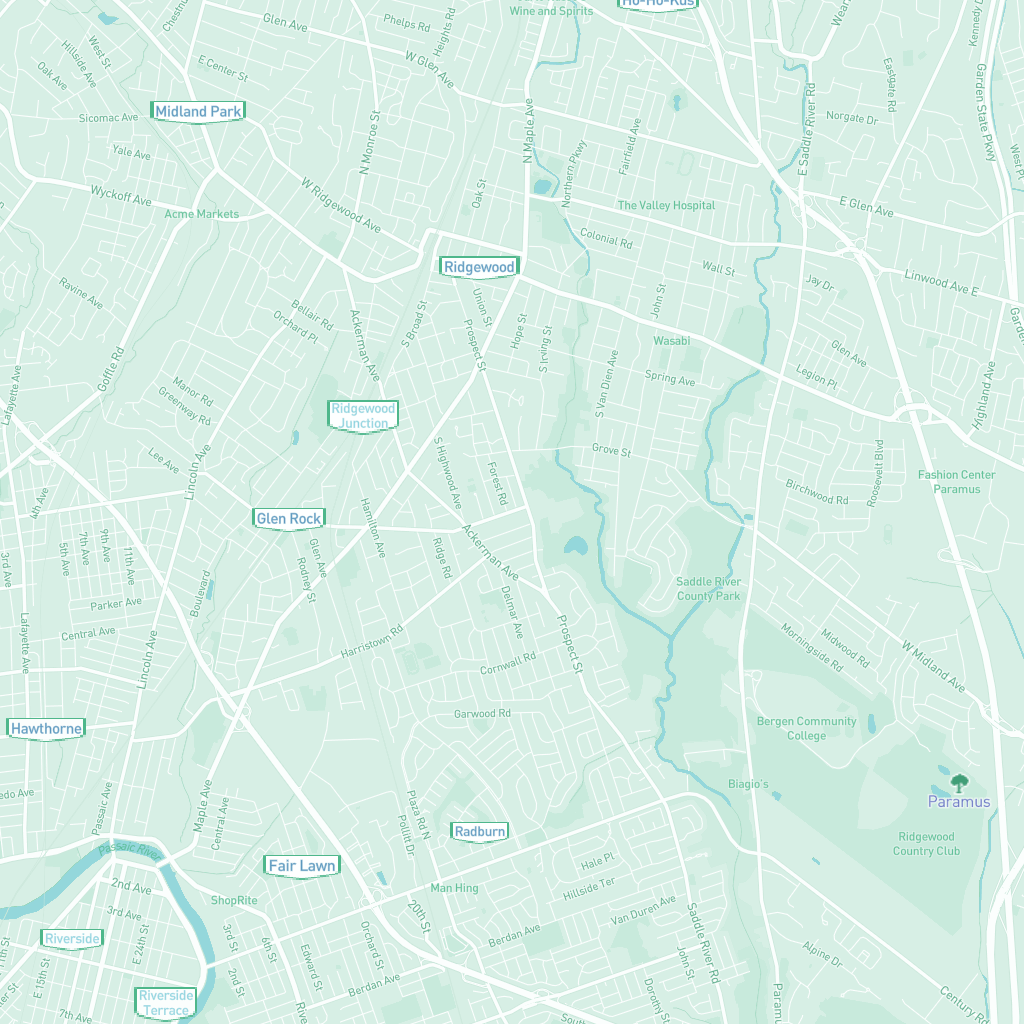 Wine and Spirits
Ho-Ho-Kus
Glen Ave
Phelps Rd
Heights Rd
Chestnut
West St
Hillside Ave
Oak Ave
E Center St
W Glen Ave
Kennedy Dr
Garden State Pkwy
Eastgate Rd
E Saddle River Rd
Norgate Dr
Midland Park
Sicomac Ave
Yale Ave
N Monroe St
N Maple Ave
Fairfield Ave
Northern Pkwy
Wyckoff Ave
W Ridgewood Ave
Oak St
Acme Markets
The Valley Hospital
E Glen Ave
Colonial Rd
Ridgewood
Wall St
Linwood Ave E
Jay Dr
John St
Ravine Ave
Bellair Rd
Orchard Pl
Union St
S Broad St
Prospect St
Hope St
S Irving St
Wasabi
Glen Ave
Legion Pl
Ackerman Ave
Goffle Rd
Lafayette Ave
Manor Rd
Greenway Rd
S Van Dien Ave
Spring Ave
Highland Ave
Ridgewood
Junction
Lee Ave
Lincoln Ave
S Highwood Ave
Forest Rd
Grove St
Birchwood Rd
Roosevelt Blvd
Fashion Center
Paramus
4th Ave
Glen Rock
Hamilton Ave
9th Ave
7th Ave
5th Ave
11th Ave
3rd Ave
Glen Ave
Rodney St
Ridge Rd
Ackerman Ave
Delmar Ave
Boulevard
Parker Ave
Central Ave
Lafayette Ave
Lincoln Ave
Saddle River
County Park
Harristown Rd
Cornwall Rd
Prospect St
Morningside Rd
Midwood Rd
W Midland Ave
Garwood Rd
Hawthorne
Bergen Community
College
Biagio's
Paramus
Ridgewood
Country Club
Passaic Ave
Maple Ave
Central Ave
Plaza Rd N
Pollitt Dr
Radburn
Passaic River
Fair Lawn
Hale Pl
Hillside Ter
Man Hing
2nd Ave
3rd Ave
ShopRite
20th St
Van Duren Ave
Saddle River Rd
Riverside
E 24th St
3rd St
6th St
Orchard St
Berdan Ave
Alpine Dr
E 15th St
2nd St
Edward St
Berdan Ave
John St
Dorothy St
Century Rd
Riverside
Terrace
7th Ave